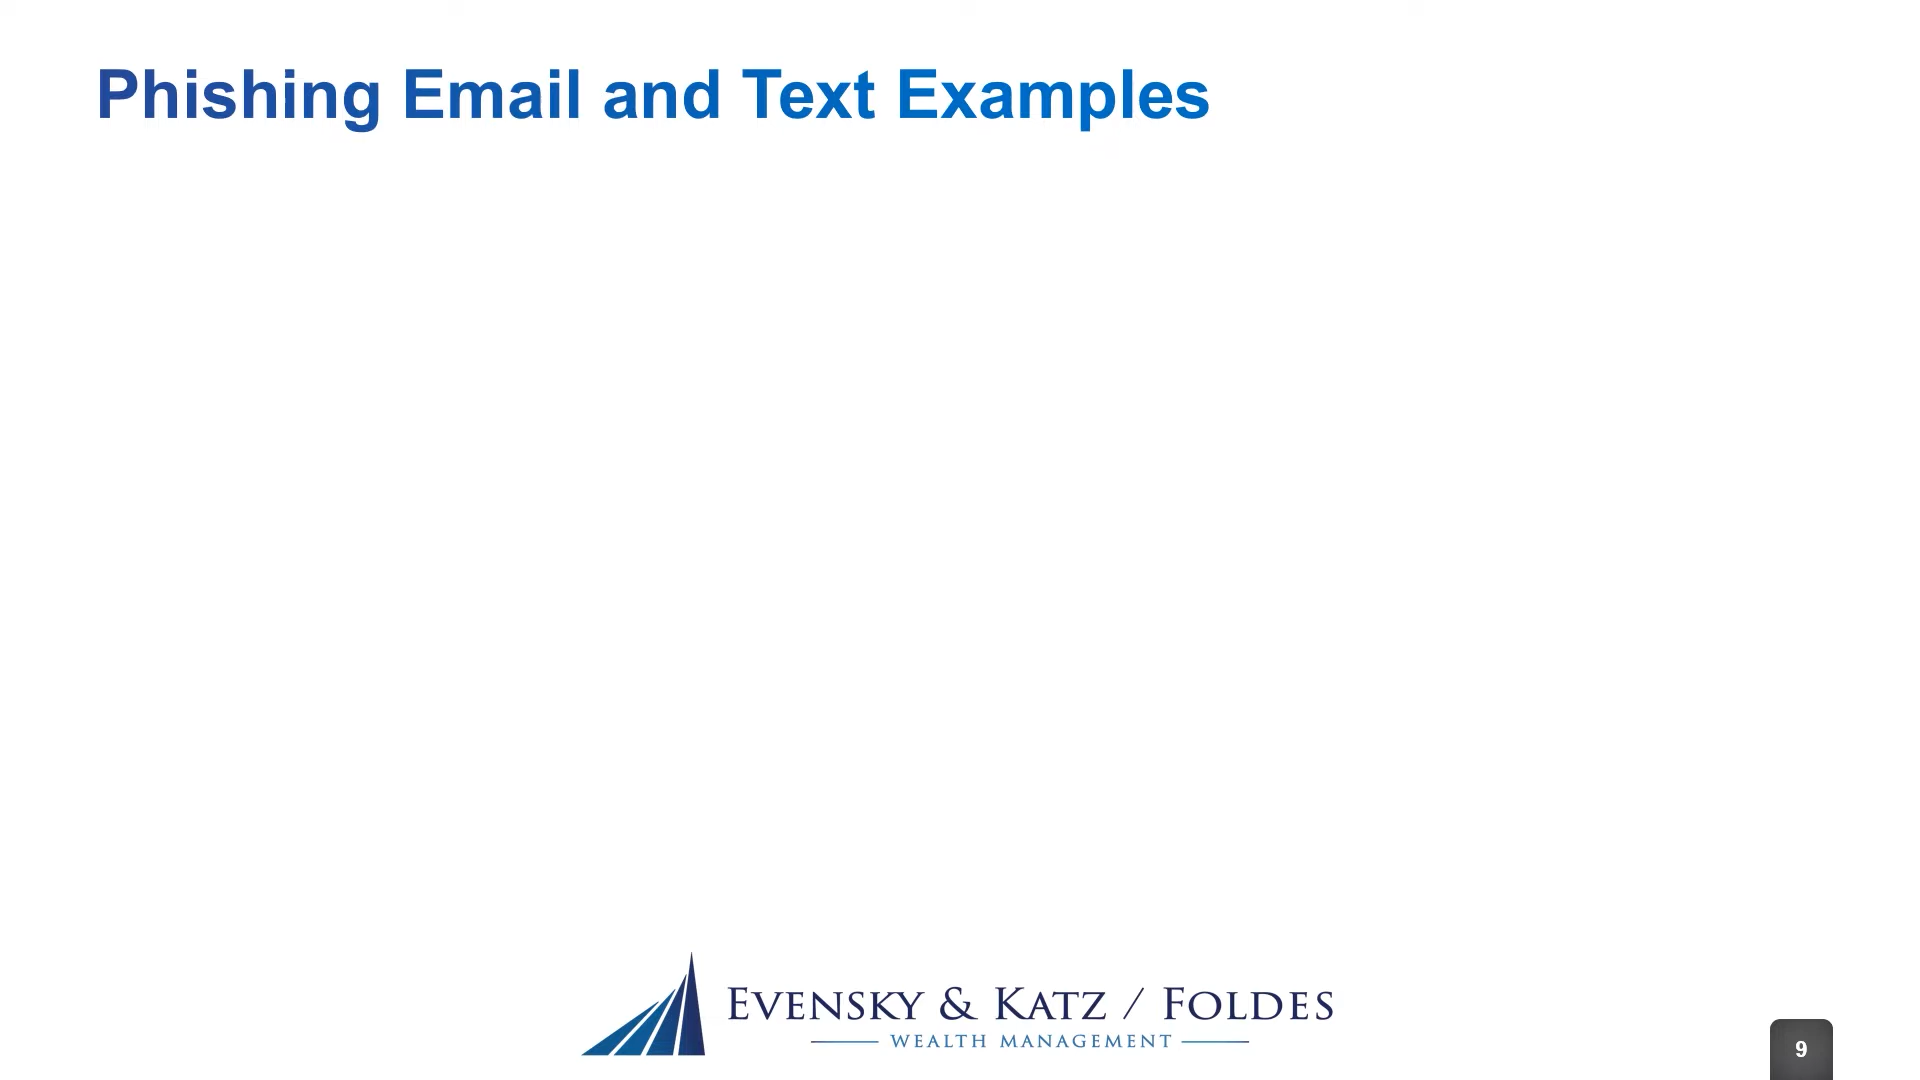 Phishing Email and Text Examples
EVENSKY & KATZ / FOLDES
WEALTH MANAGEMENT
9